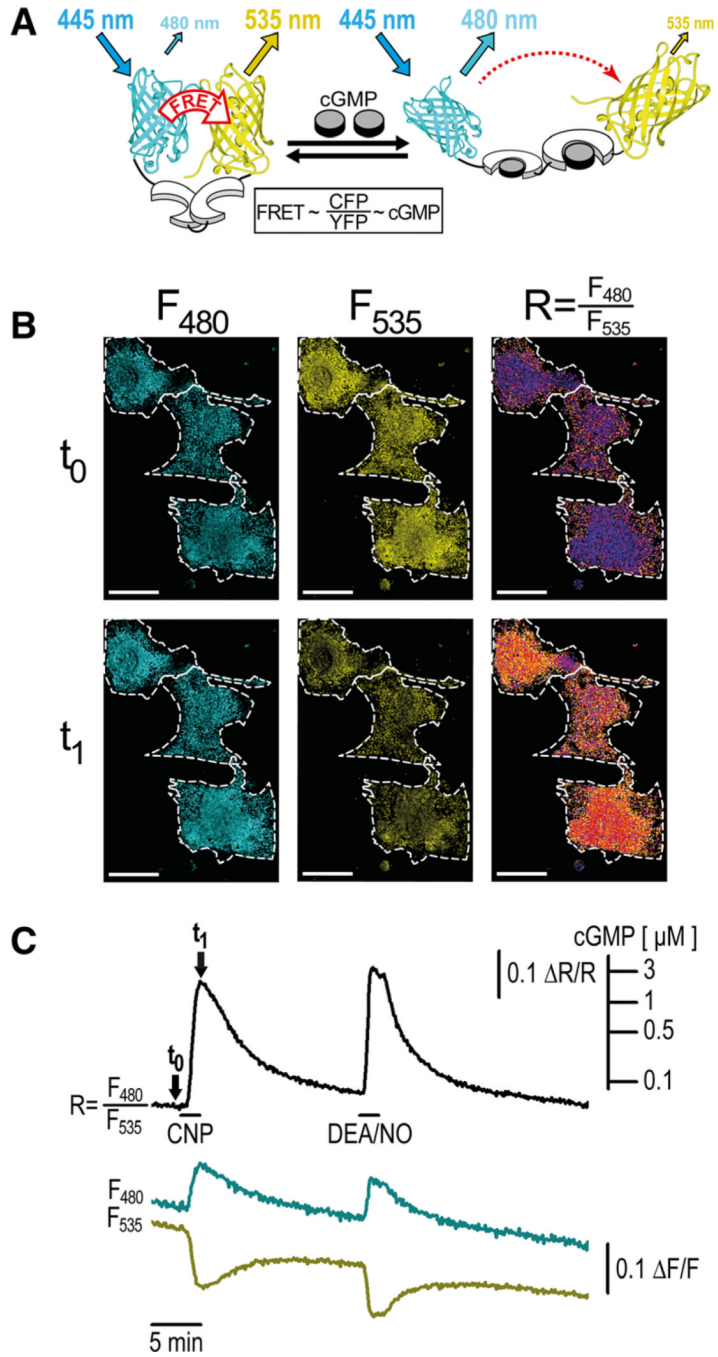 A
445 nm 480 nm 535 nm 445 nm 480 nm 535 nm
FRET
cGMP
FRET ~ CFP/YFP ~ cGMP
B
F480 F535 R= F480/F535
t0
t1
C
t1
cGMP [ µM ]
0.1 ΔR/R
3
1
0.5
0.1
t0
R= F480/F535
CNP DEA/NO
F480
F535
0.1 ΔF/F
5 min